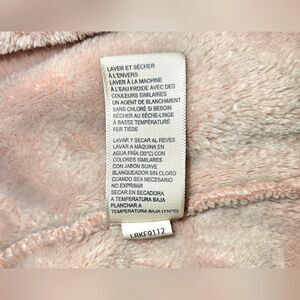 LAVER ET SÉCHER
À L'ENVERS
LAVER À LA MACHINE
À L'EAU FROIDE AVEC DES
COULEURS SIMILAIRES
UN AGENT DE BLANCHIMENT
SANS CHLORE SI BESOIN
SÉCHER AU SÈCHE-LINGE
À BASSE TEMPÉRATURE
FER TIÈDE
LAVAR Y SECAR AL REVES
LAVAR A MAQUINA EN
AGUA FRÍA (30°C) CON
COLORES SIMILARES
CON JABON SUAVE
BLANQUEADOR SIN CLORO
CUANDO SEA NECESARIO
NO EXPRIMIR
SECAR EN SECADORA
A TEMPERATURA BAJA
PLANCHAR A
TEMPERATURA BAJA (110°C)
LBKF0112